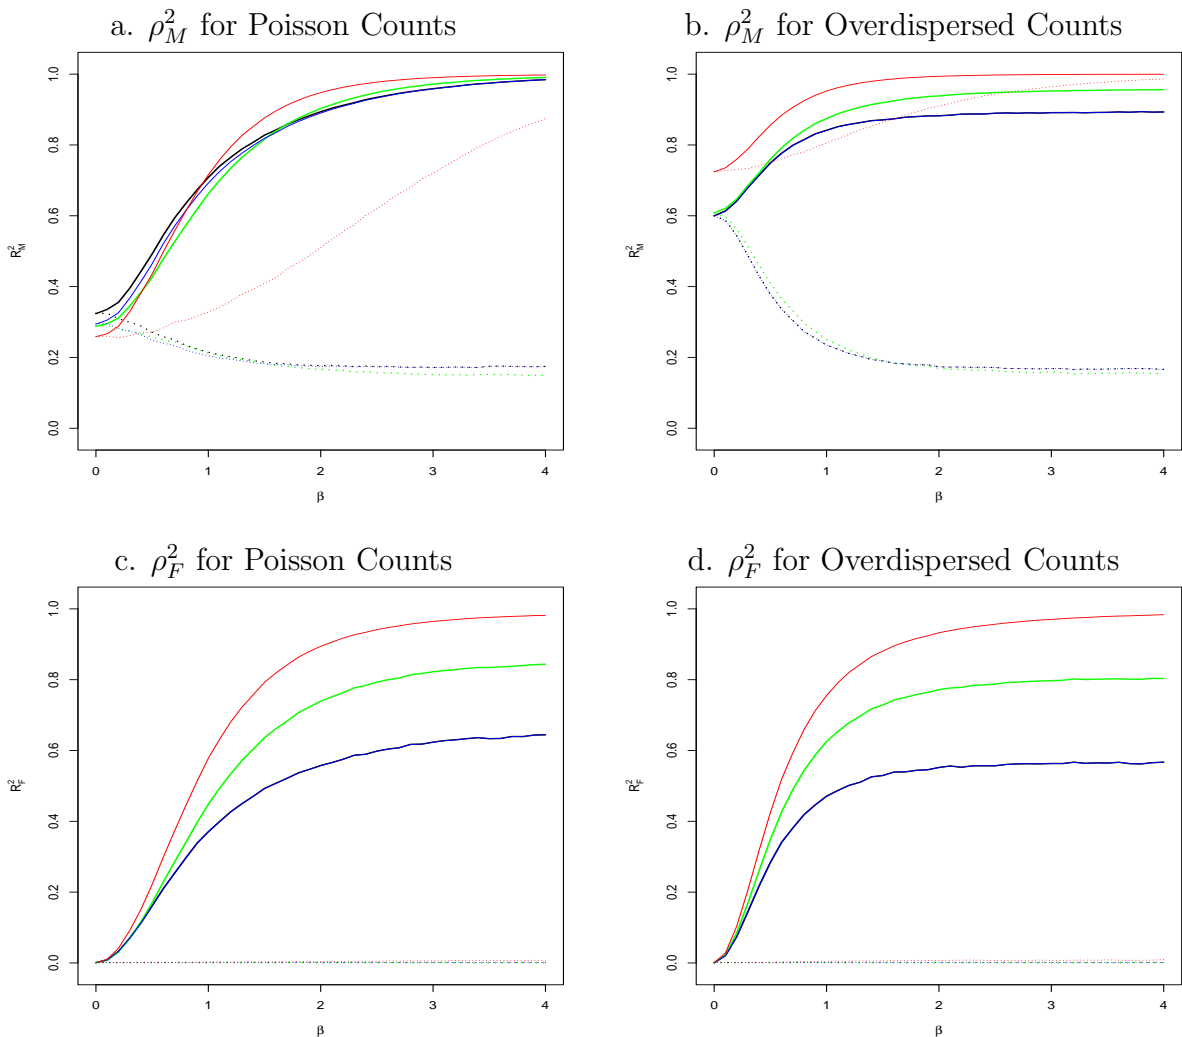 a. ρ²_M for Poisson Counts
b. ρ²_M for Overdispersed Counts
R²_M
0.0 0.2 0.4 0.6 0.8 1.0
0 1 2 3 4
β
R²_M
0.0 0.2 0.4 0.6 0.8 1.0
0 1 2 3 4
β
c. ρ²_F for Poisson Counts
d. ρ²_F for Overdispersed Counts
R²_F
0.0 0.2 0.4 0.6 0.8 1.0
0 1 2 3 4
β
R²_F
0.0 0.2 0.4 0.6 0.8 1.0
0 1 2 3 4
β